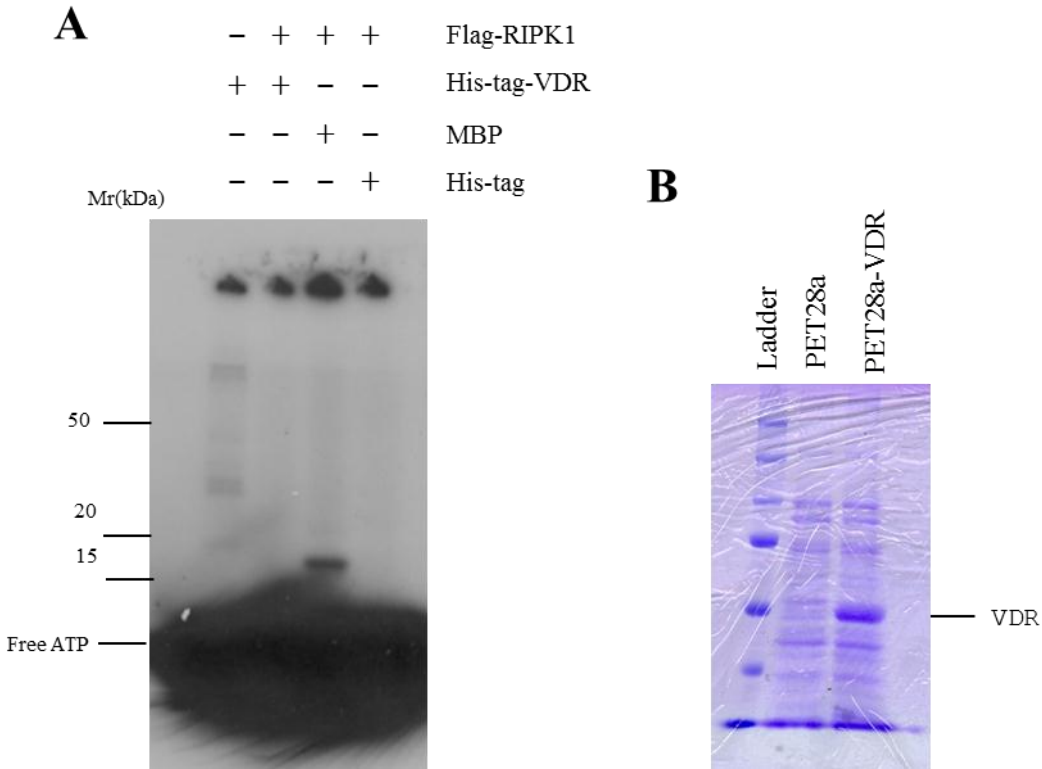 A
− + + + Flag-RIPK1
+ + − − His-tag-VDR
− − + − MBP
− − − + His-tag
Mr(kDa)
50
20
15
Free ATP
B
Ladder
PET28a
PET28a-VDR
VDR